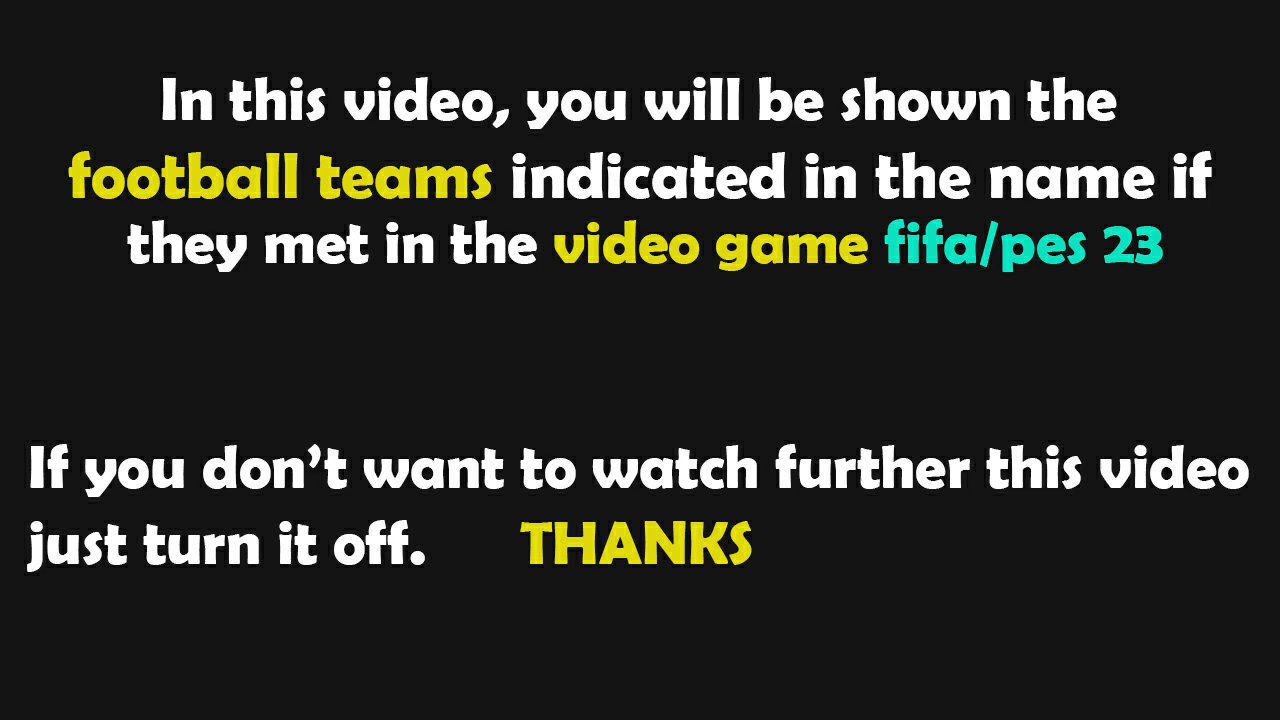 In this video, you will be shown the
football teams indicated in the name if
they met in the video game fifa/pes 23
If you don't want to watch further this video
just turn it off. THANKS